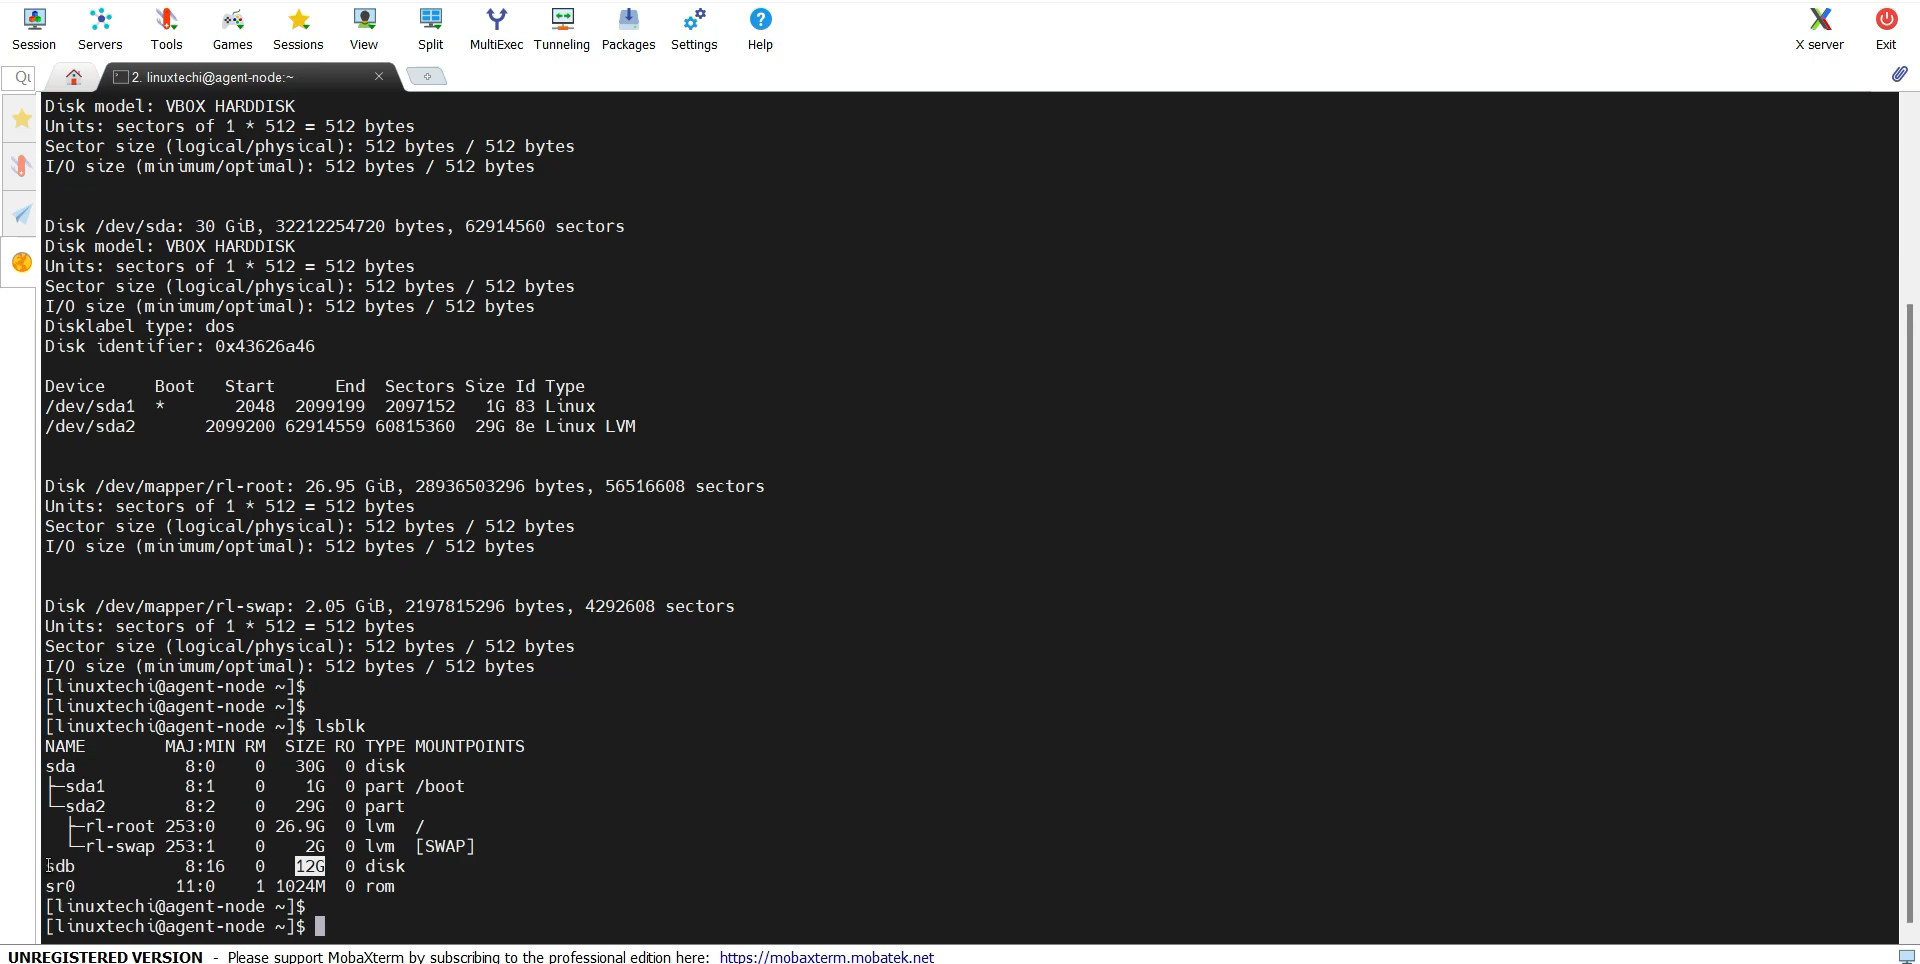 Session Servers Tools Games Sessions View Split MultiExec Tunneling Packages Settings Help X server Exit
Qu
2. linuxtechi@agent-node:~
Disk model: VBOX HARDDISK
Units: sectors of 1 * 512 = 512 bytes
Sector size (logical/physical): 512 bytes / 512 bytes
I/O size (minimum/optimal): 512 bytes / 512 bytes
Disk /dev/sda: 30 GiB, 32212254720 bytes, 62914560 sectors
Disk model: VBOX HARDDISK
Units: sectors of 1 * 512 = 512 bytes
Sector size (logical/physical): 512 bytes / 512 bytes
I/O size (minimum/optimal): 512 bytes / 512 bytes
Disklabel type: dos
Disk identifier: 0x43626a46
Device     Boot   Start      End  Sectors Size Id Type
/dev/sda1  *       2048  2099199  2097152   1G 83 Linux
/dev/sda2       2099200 62914559 60815360  29G 8e Linux LVM
Disk /dev/mapper/rl-root: 26.95 GiB, 28936503296 bytes, 56516608 sectors
Units: sectors of 1 * 512 = 512 bytes
Sector size (logical/physical): 512 bytes / 512 bytes
I/O size (minimum/optimal): 512 bytes / 512 bytes
Disk /dev/mapper/rl-swap: 2.05 GiB, 2197815296 bytes, 4292608 sectors
Units: sectors of 1 * 512 = 512 bytes
Sector size (logical/physical): 512 bytes / 512 bytes
I/O size (minimum/optimal): 512 bytes / 512 bytes
[linuxtechi@agent-node ~]$
[linuxtechi@agent-node ~]$
[linuxtechi@agent-node ~]$ lsblk
NAME        MAJ:MIN RM  SIZE RO TYPE MOUNTPOINTS
sda           8:0    0   30G  0 disk
├─sda1        8:1    0    1G  0 part /boot
└─sda2        8:2    0   29G  0 part
  ├─rl-root 253:0    0 26.9G  0 lvm  /
  └─rl-swap 253:1    0    2G  0 lvm  [SWAP]
sdb           8:16   0   12G  0 disk
sr0          11:0    1 1024M  0 rom
[linuxtechi@agent-node ~]$
[linuxtechi@agent-node ~]$
UNREGISTERED VERSION - Please support MobaXterm by subscribing to the professional edition here: https://mobaxterm.mobatek.net